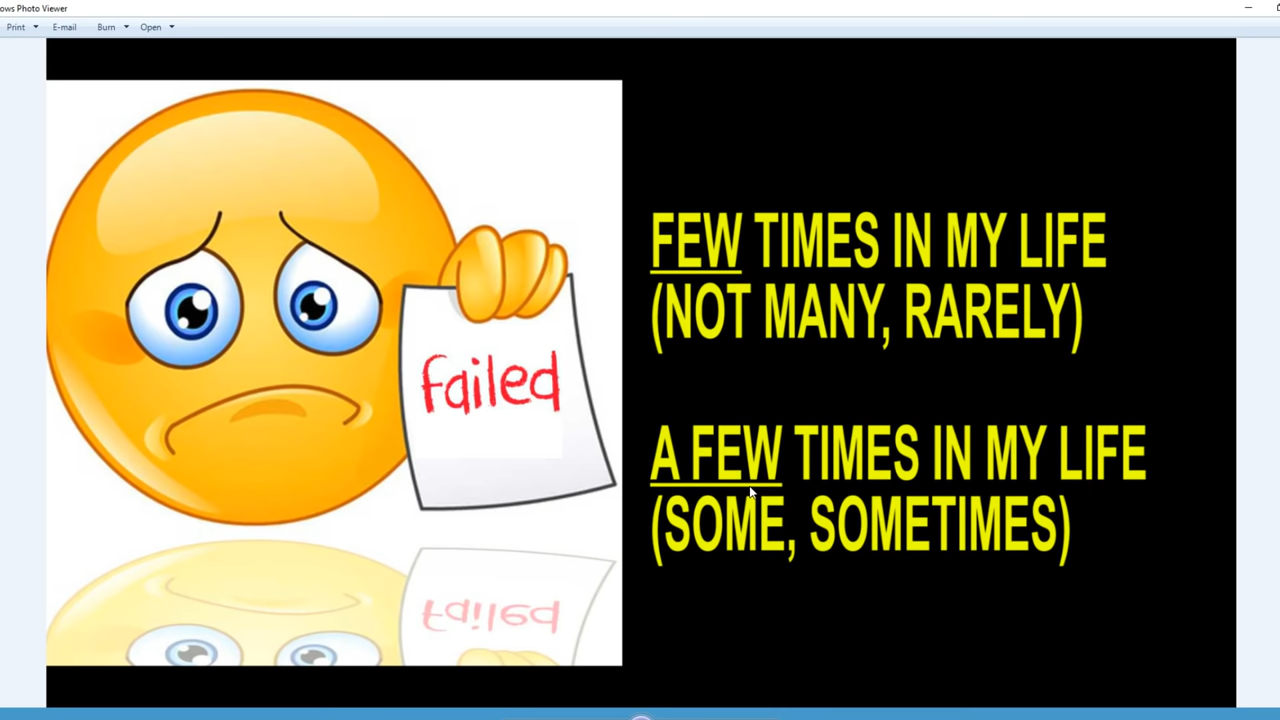 ows Photo Viewer
Print E-mail Burn Open
FEW TIMES IN MY LIFE
(NOT MANY, RARELY)
failed
A FEW TIMES IN MY LIFE
(SOME, SOMETIMES)
failed